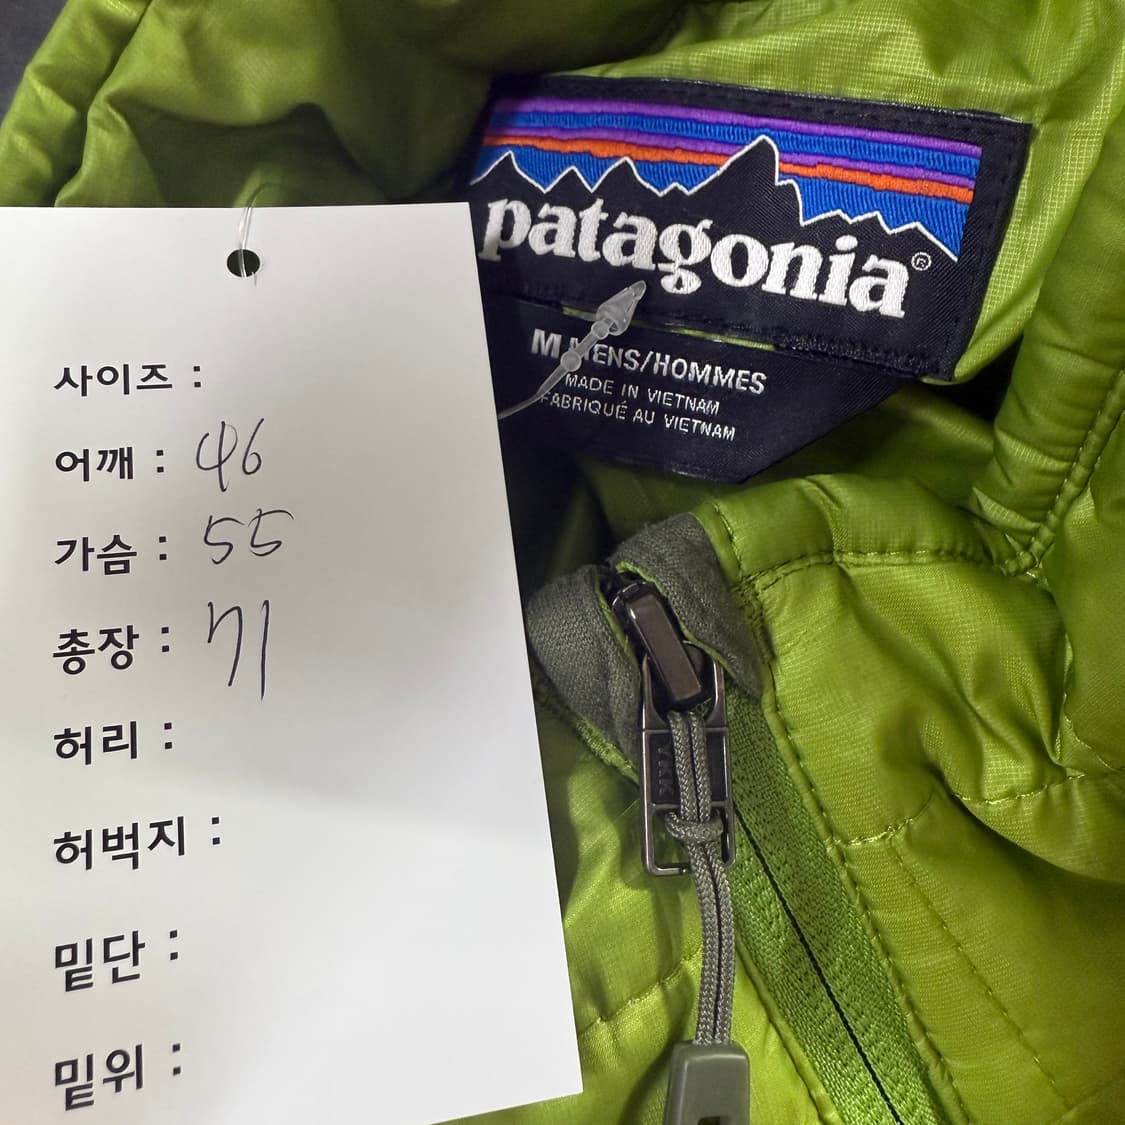 patagonia®
M MENS/HOMMES
MADE IN VIETNAM
FABRIQUÉ AU VIETNAM
사이즈 :
어깨 : 46
가슴 : 55
총장 : 71
허리 :
허벅지 :
밑단 :
밑위 :
YKK